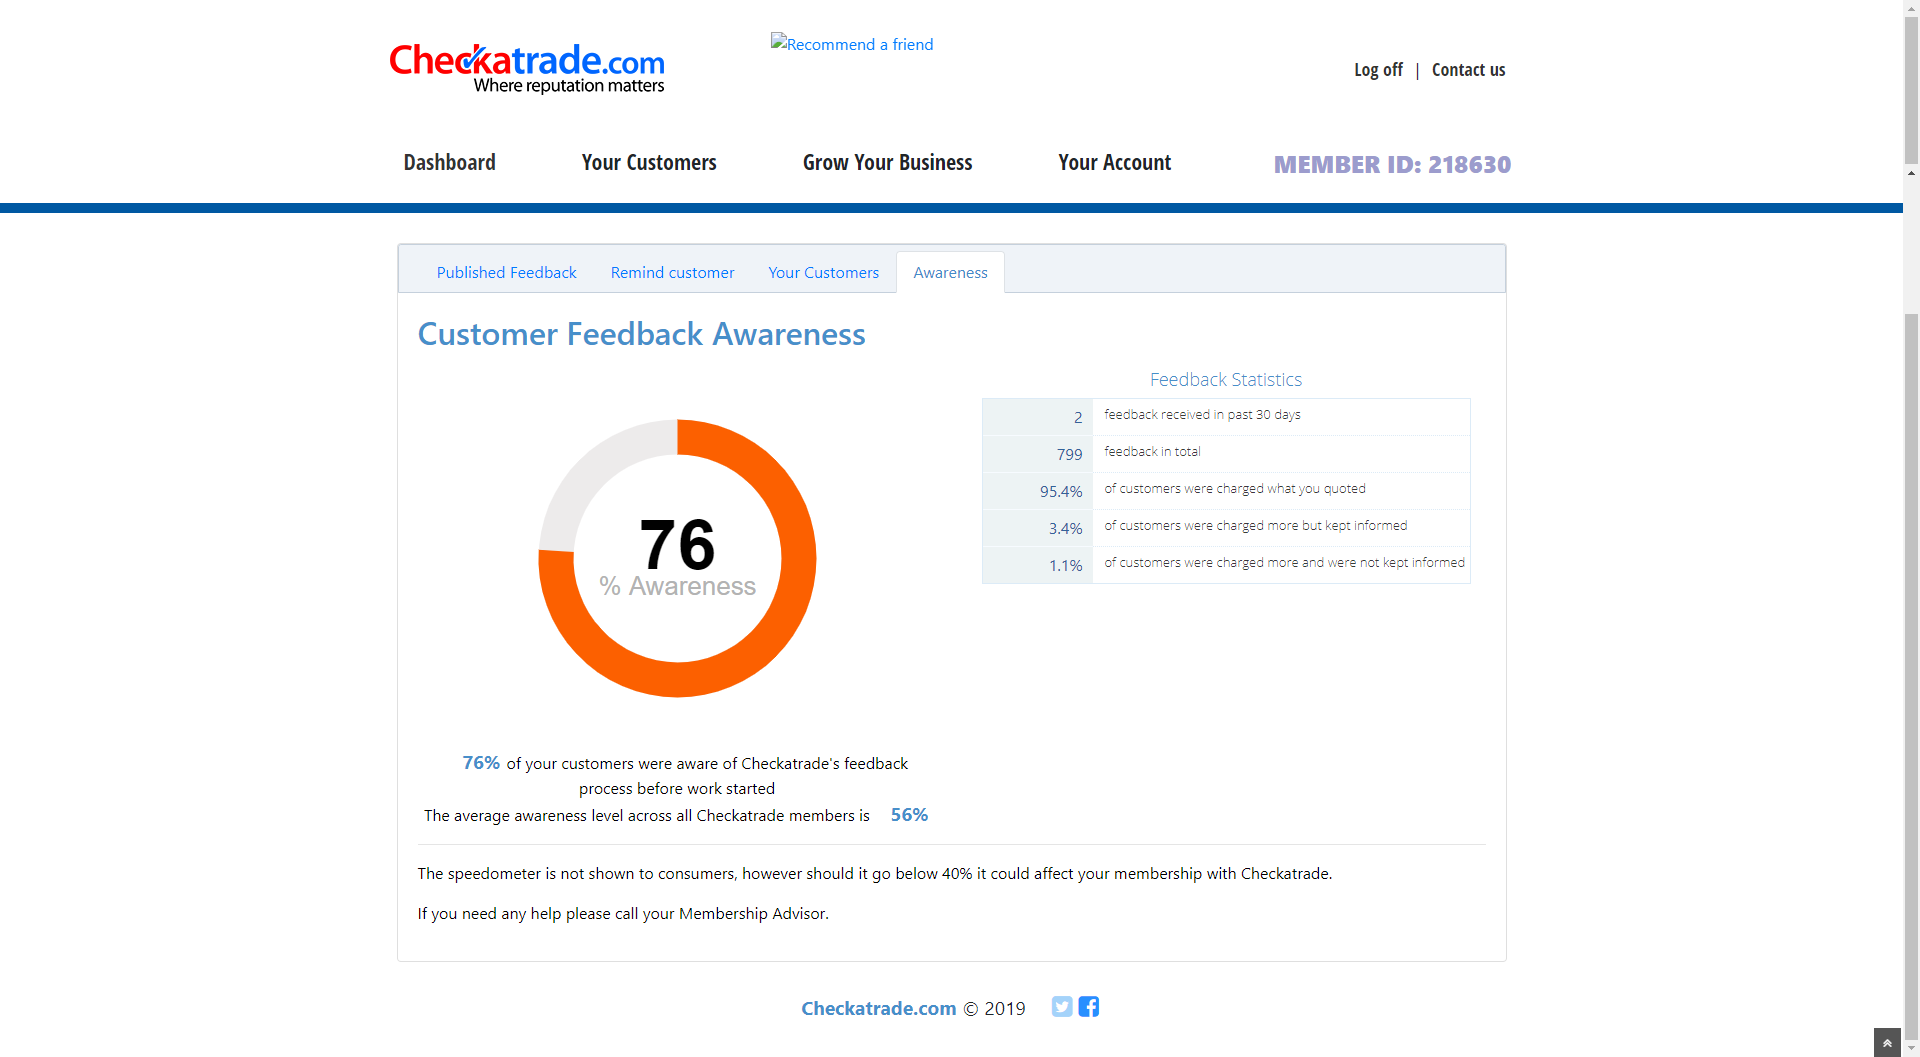 Checkatrade.com
Where reputation matters
Recommend a friend
Log off | Contact us
Dashboard
Your Customers
Grow Your Business
Your Account
MEMBER ID: 218630
Published Feedback
Remind customer
Your Customers
Awareness
Customer Feedback Awareness
76
% Awareness
Feedback Statistics
2 feedback received in past 30 days
799 feedback in total
95.4% of customers were charged what you quoted
3.4% of customers were charged more but kept informed
1.1% of customers were charged more and were not kept informed
76% of your customers were aware of Checkatrade's feedback
process before work started
The average awareness level across all Checkatrade members is 56%
The speedometer is not shown to consumers, however should it go below 40% it could affect your membership with Checkatrade.
If you need any help please call your Membership Advisor.
Checkatrade.com © 2019